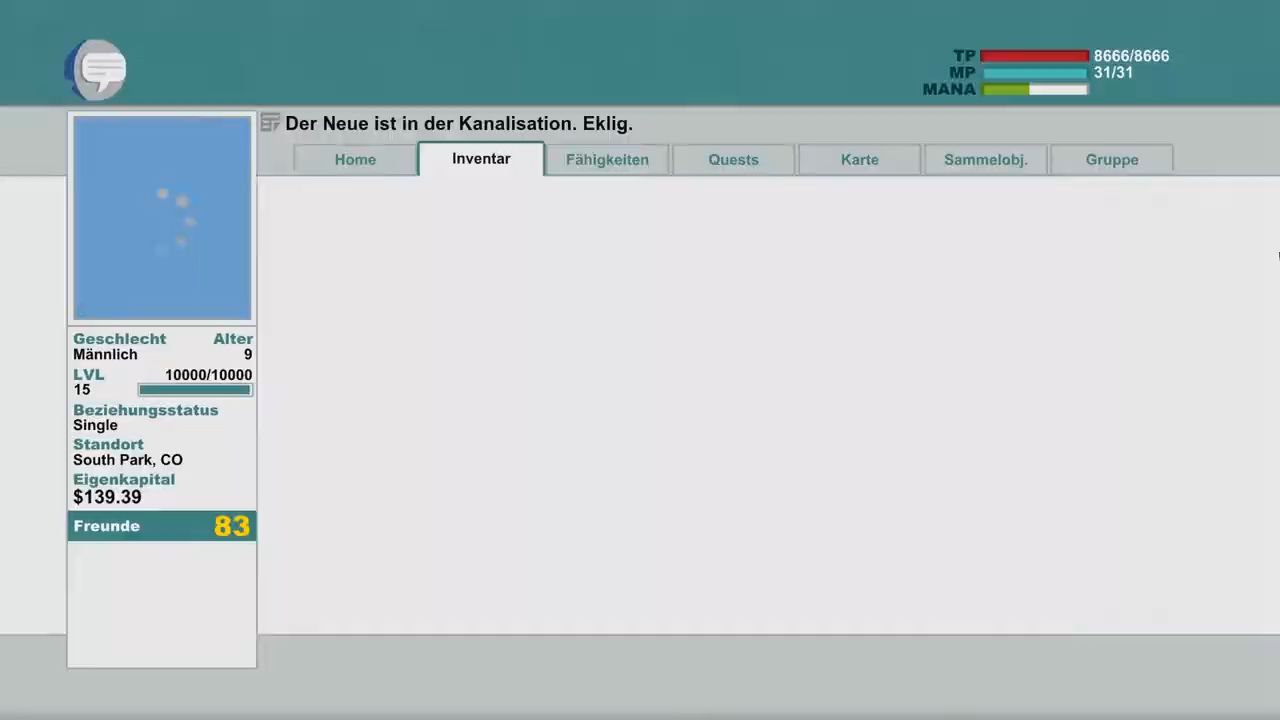 TP 8666/8666
MP 31/31
MANA
Der Neue ist in der Kanalisation. Eklig.
Home Inventar Fähigkeiten Quests Karte Sammelobj. Gruppe
Geschlecht Alter
Männlich 9
LVL 10000/10000
15
Beziehungsstatus
Single
Standort
South Park, CO
Eigenkapital
$139.39
Freunde 83